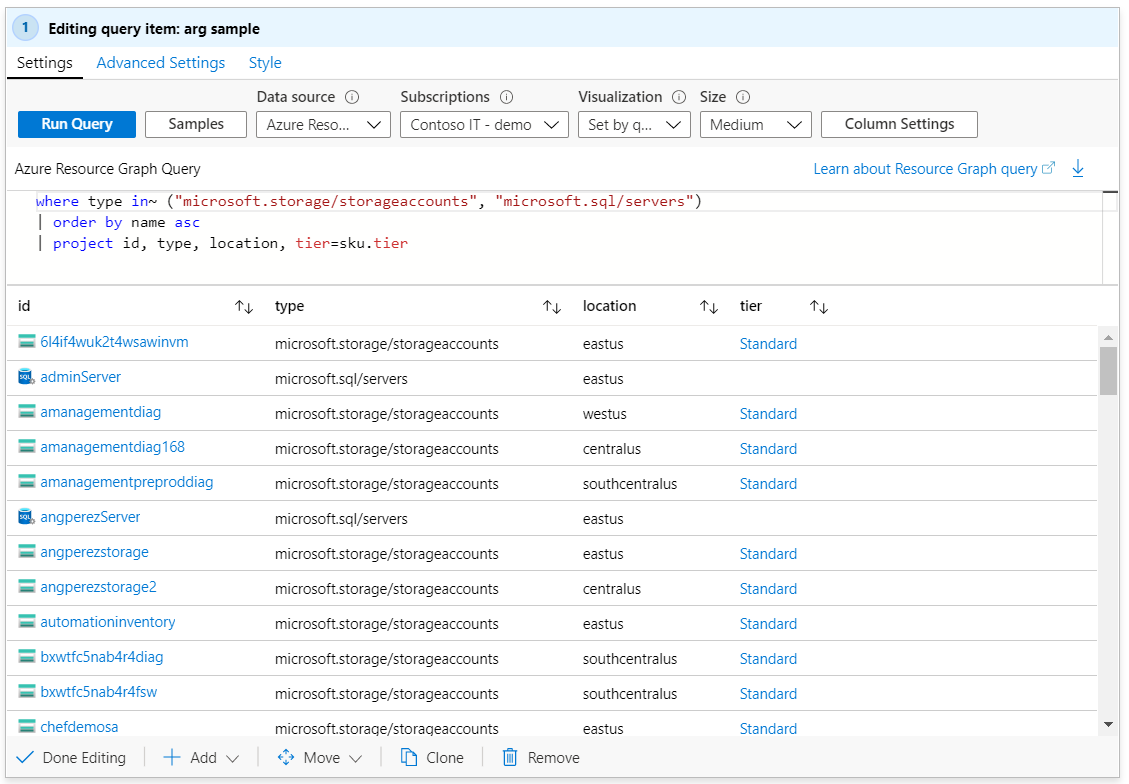 1 Editing query item: arg sample
Settings Advanced Settings Style
Data source Subscriptions Visualization Size
Run Query Samples Azure Reso... Contoso IT - demo Set by q... Medium Column Settings
Azure Resource Graph Query Learn about Resource Graph query
where type in~ ("microsoft.storage/storageaccounts", "microsoft.sql/servers")
| order by name asc
| project id, type, location, tier=sku.tier
id type location tier
6l4if4wuk2t4wsawinvm microsoft.storage/storageaccounts eastus Standard
adminServer microsoft.sql/servers eastus
amanagementdiag microsoft.storage/storageaccounts westus Standard
amanagementdiag168 microsoft.storage/storageaccounts centralus Standard
amanagementpreproddiag microsoft.storage/storageaccounts southcentralus Standard
angperezServer microsoft.sql/servers eastus
angperezstorage microsoft.storage/storageaccounts eastus Standard
angperezstorage2 microsoft.storage/storageaccounts centralus Standard
automationinventory microsoft.storage/storageaccounts eastus Standard
bxwtfc5nab4r4diag microsoft.storage/storageaccounts southcentralus Standard
bxwtfc5nab4r4fsw microsoft.storage/storageaccounts southcentralus Standard
chefdemosa microsoft.storage/storageaccounts eastus Standard
Done Editing Add Move Clone Remove